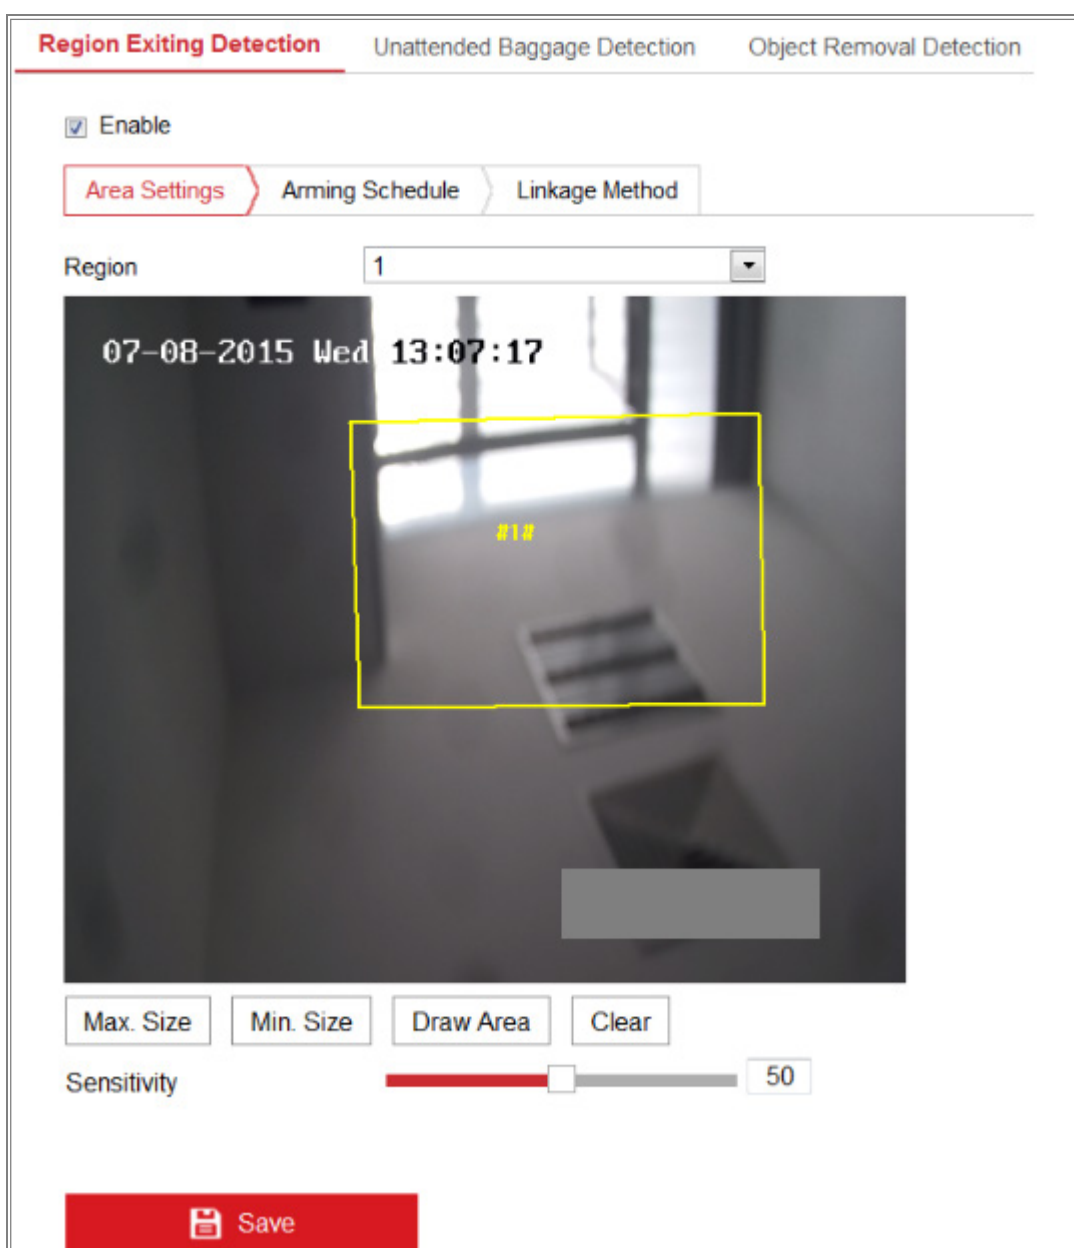 Region Exiting Detection Unattended Baggage Detection Object Removal Detection
Enable
Area Settings Arming Schedule Linkage Method
Region 1
07-08-2015 Wed 13:07:17
#1#
Max. Size Min. Size Draw Area Clear
Sensitivity 50
Save